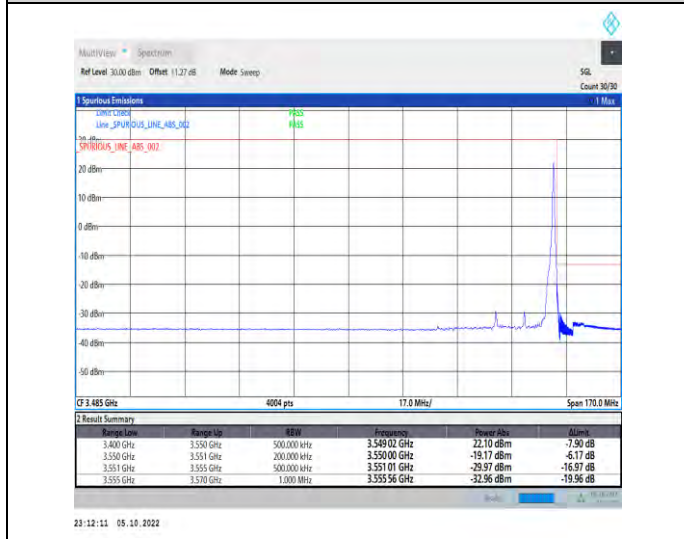 MultiView Spectrum
Ref Level 30.00 dBm Offset 11.27 dB Mode Sweep SGL
Count 30/30
1 Spurious Emissions 1 Max
Limit Check PASS
Line _SPURIOUS_LINE_ABS_002 PASS
_SPURIOUS_LINE_ABS_002
20 dBm
10 dBm
0 dBm
-10 dBm
-20 dBm
-30 dBm
-40 dBm
-50 dBm
CF 3.485 GHz 4004 pts 17.0 MHz/ Span 170.0 MHz
2 Result Summary
Range Low Range Up RBW Frequency Power Abs ΔLimit
3.400 GHz 3.550 GHz 500.000 kHz 3.549 02 GHz 22.10 dBm -7.90 dB
3.550 GHz 3.551 GHz 200.000 kHz 3.550 00 GHz -19.17 dBm -6.17 dB
3.551 GHz 3.555 GHz 500.000 kHz 3.551 01 GHz -29.97 dBm -16.97 dB
3.555 GHz 3.570 GHz 1.000 MHz 3.555 56 GHz -32.96 dBm -19.96 dB
23:12:11 05.10.2022